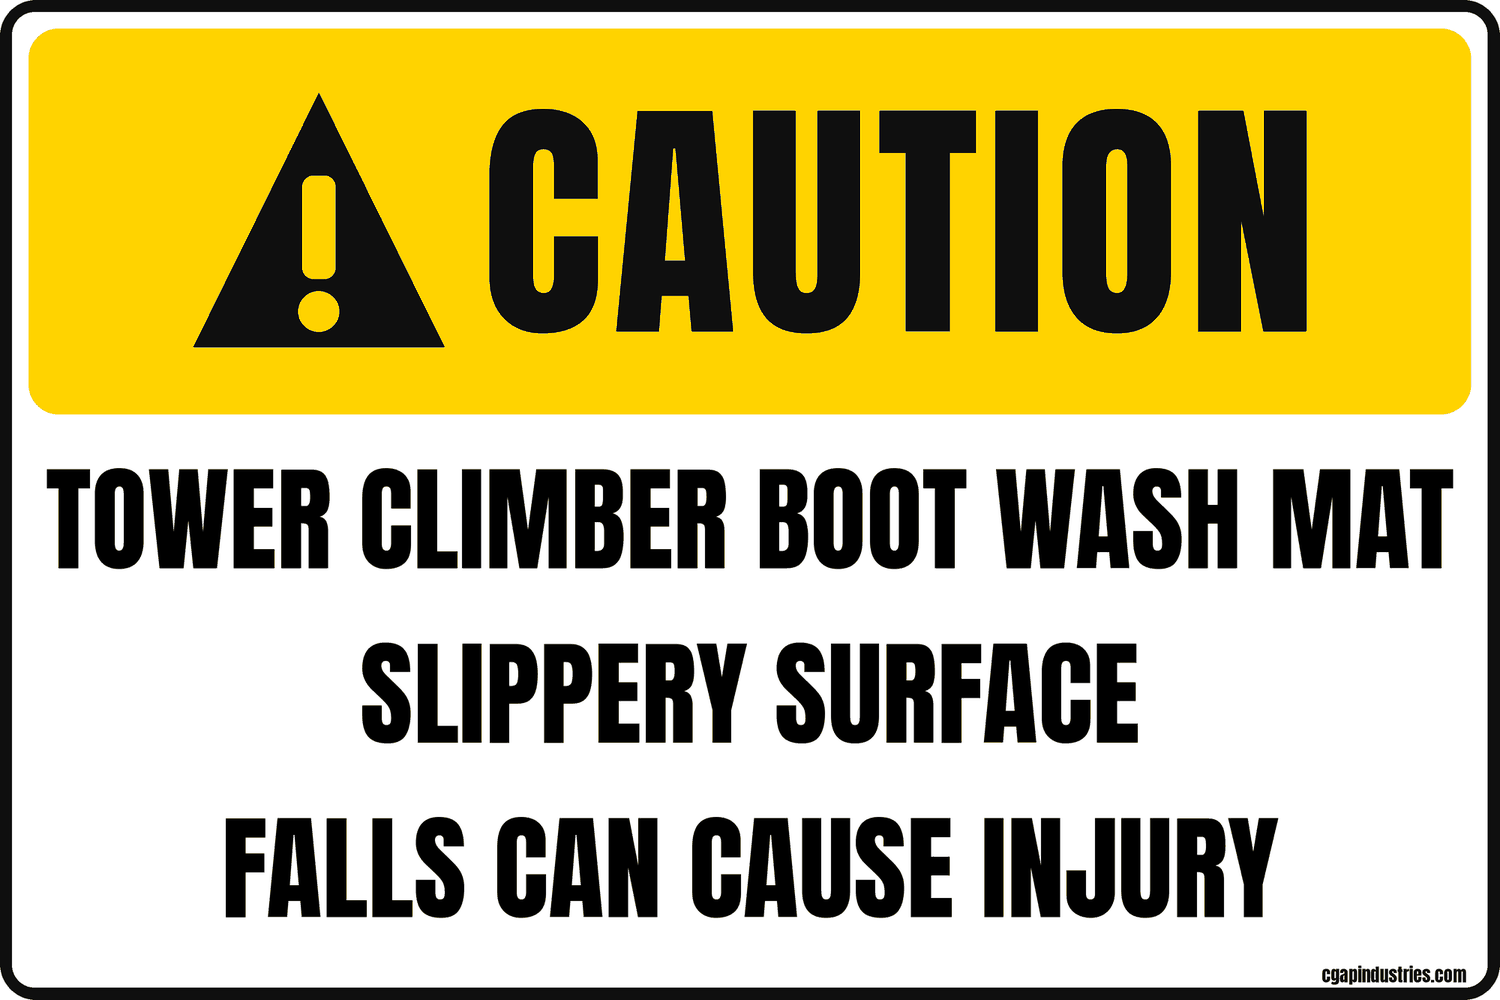 CAUTION
TOWER CLIMBER BOOT WASH MAT
SLIPPERY SURFACE
FALLS CAN CAUSE INJURY
cgapindustries.com